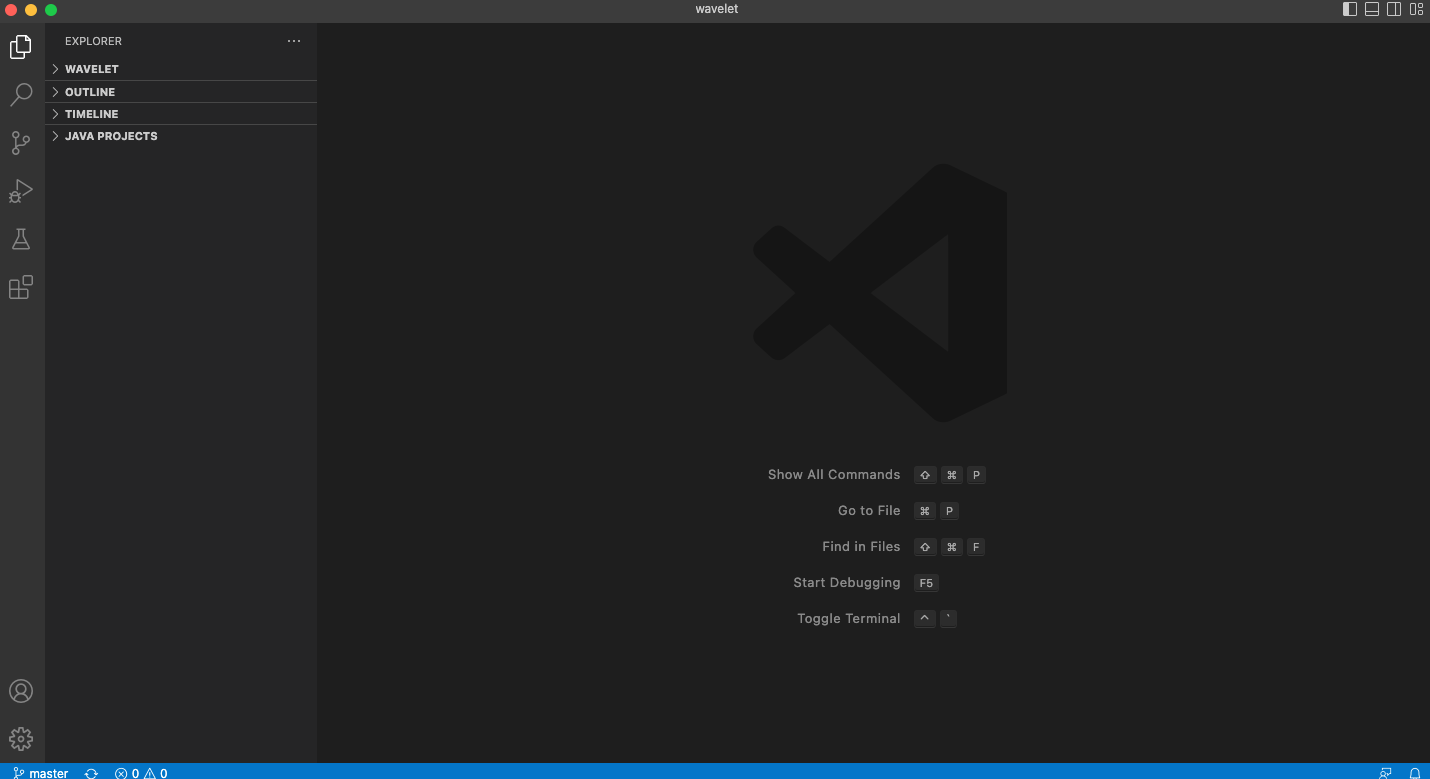 wavelet
EXPLORER
WAVELET
OUTLINE
TIMELINE
JAVA PROJECTS
Show All Commands ⇧ ⌘ P
Go to File ⌘ P
Find in Files ⇧ ⌘ F
Start Debugging F5
Toggle Terminal ^ `
master 0 0